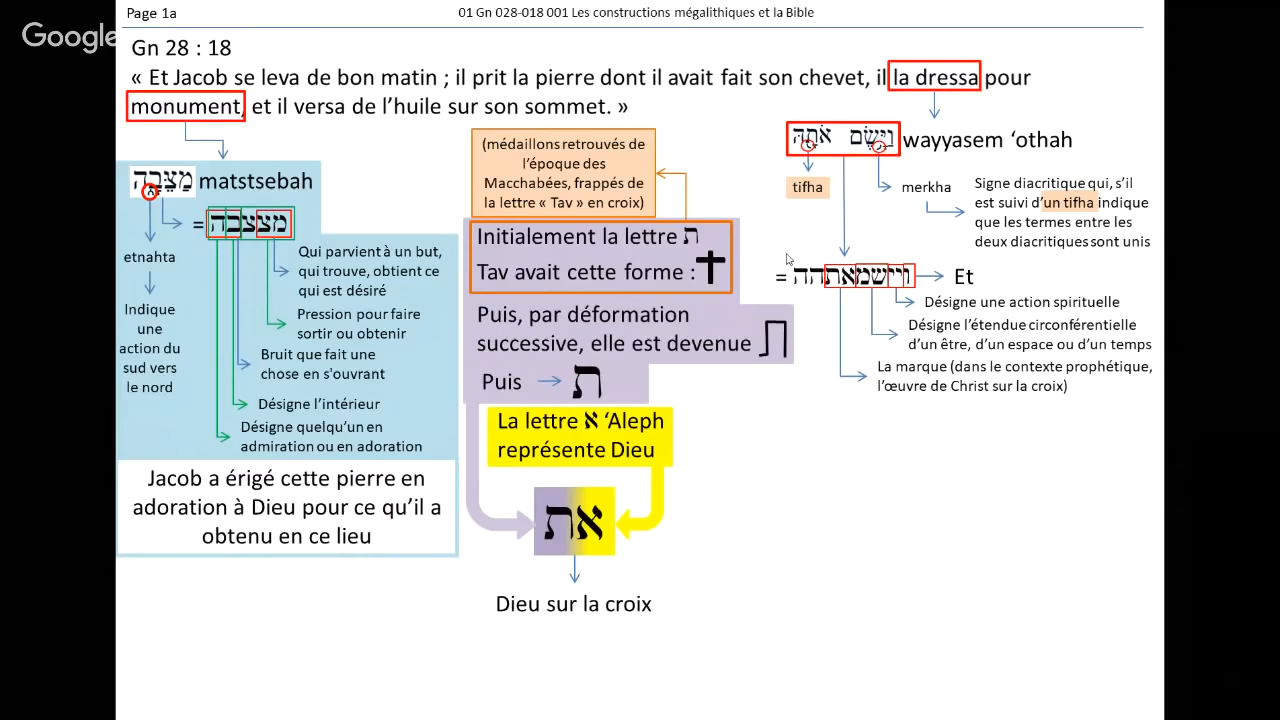 Page 1a
01 Gn 028-018 001 Les constructions mégalithiques et la Bible
Google
Gn 28 : 18
« Et Jacob se leva de bon matin ; il prit la pierre dont il avait fait son chevet, il la dressa pour
monument, et il versa de l’huile sur son sommet. »
מַצֵּבָ֑ה matstsebah
= מצצבה
etnahta
Indique
une
action du
sud vers
le nord
Qui parvient à un but,
qui trouve, obtient ce
qui est désiré
Pression pour faire
sortir ou obtenir
Bruit que fait une
chose en s'ouvrant
Désigne l’intérieur
Désigne quelqu’un en
admiration ou en adoration
Jacob a érigé cette pierre en
adoration à Dieu pour ce qu’il a
obtenu en ce lieu
(médaillons retrouvés de
l’époque des
Macchabées, frappés de
la lettre « Tav » en croix)
Initialement la lettre ת
Tav avait cette forme :
Puis, par déformation
successive, elle est devenue
Puis ת
La lettre א ‘Aleph
représente Dieu
את
Dieu sur la croix
וַיָּ֥שֶׂם אֹתָ֖הּ wayyasem ‘othah
tifha
merkha
Signe diacritique qui, s’il
est suivi d’un tifha indique
que les termes entre les
deux diacritiques sont unis
= ויישמאתהה
Et
Désigne une action spirituelle
Désigne l’étendue circonférentielle
d’un être, d’un espace ou d’un temps
La marque (dans le contexte prophétique,
l’œuvre de Christ sur la croix)